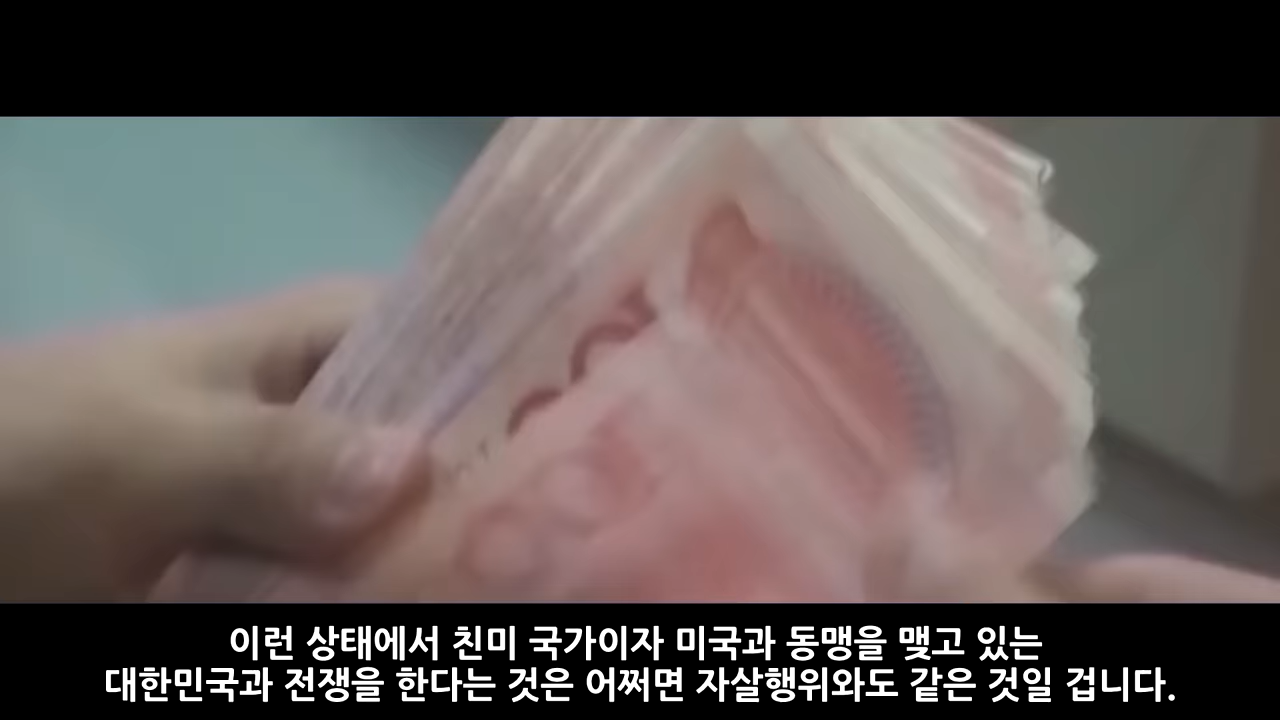 이런 상태에서 친미 국가이자 미국과 동맹을 맺고 있는
대한민국과 전쟁을 한다는 것은 어쩌면 자살행위와도 같은 것일 겁니다.